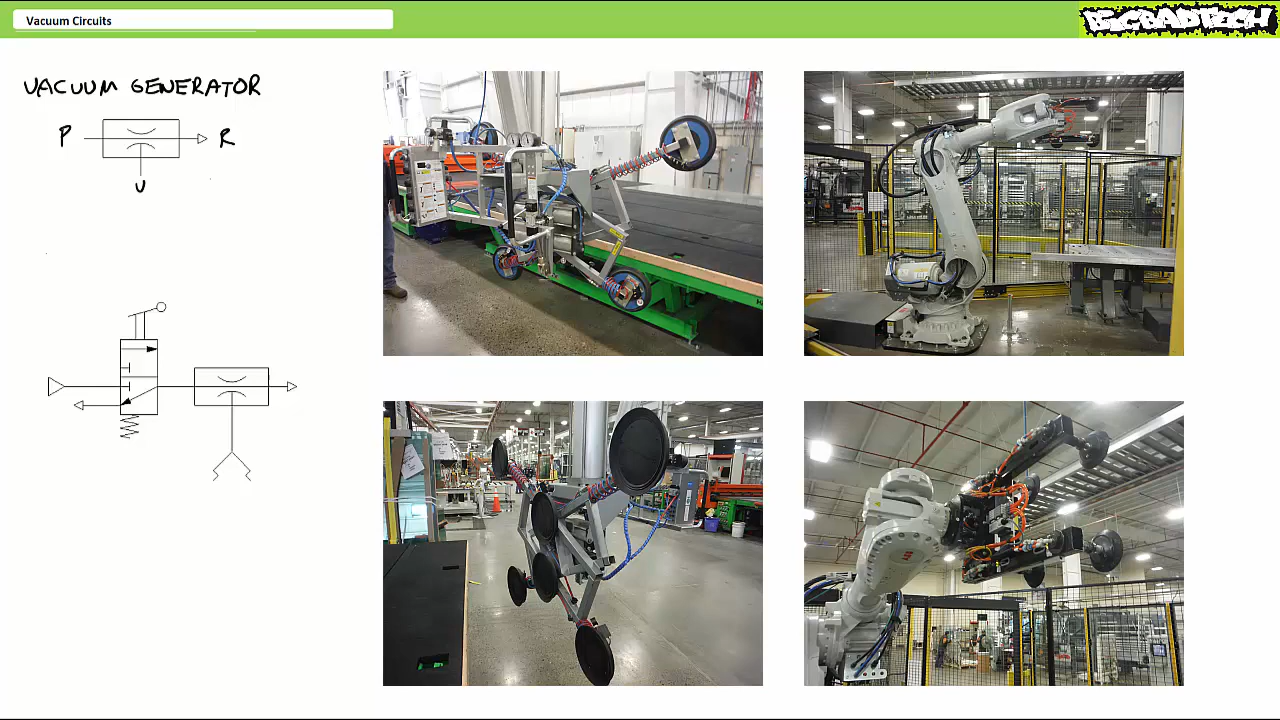 Vacuum Circuits
BIGBADTECH
VACUUM GENERATOR
P
R
U